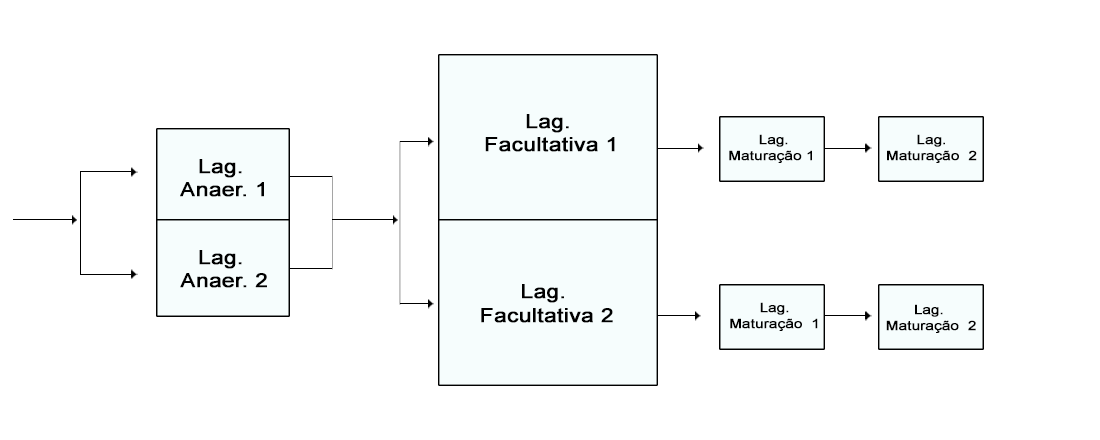 Lag.
Anaer. 1
Lag.
Anaer. 2
Lag.
Facultativa 1
Lag.
Facultativa 2
Lag.
Maturação 1
Lag.
Maturação 2
Lag.
Maturação 1
Lag.
Maturação 2